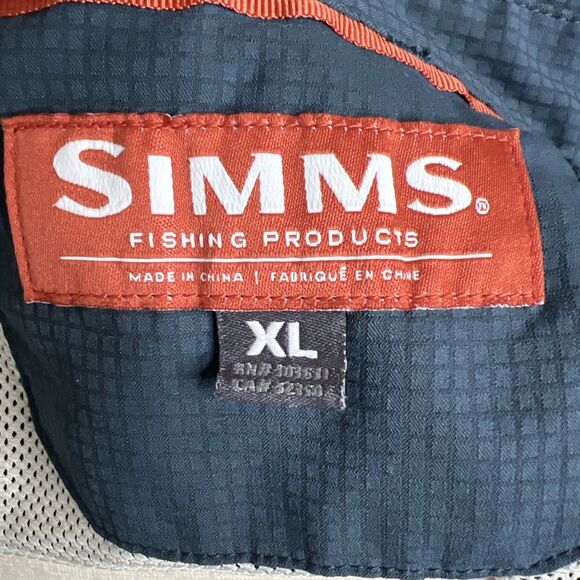 SIMMS®
FISHING PRODUCTS
MADE IN CHINA | FABRIQUÉ EN CHINE
XL